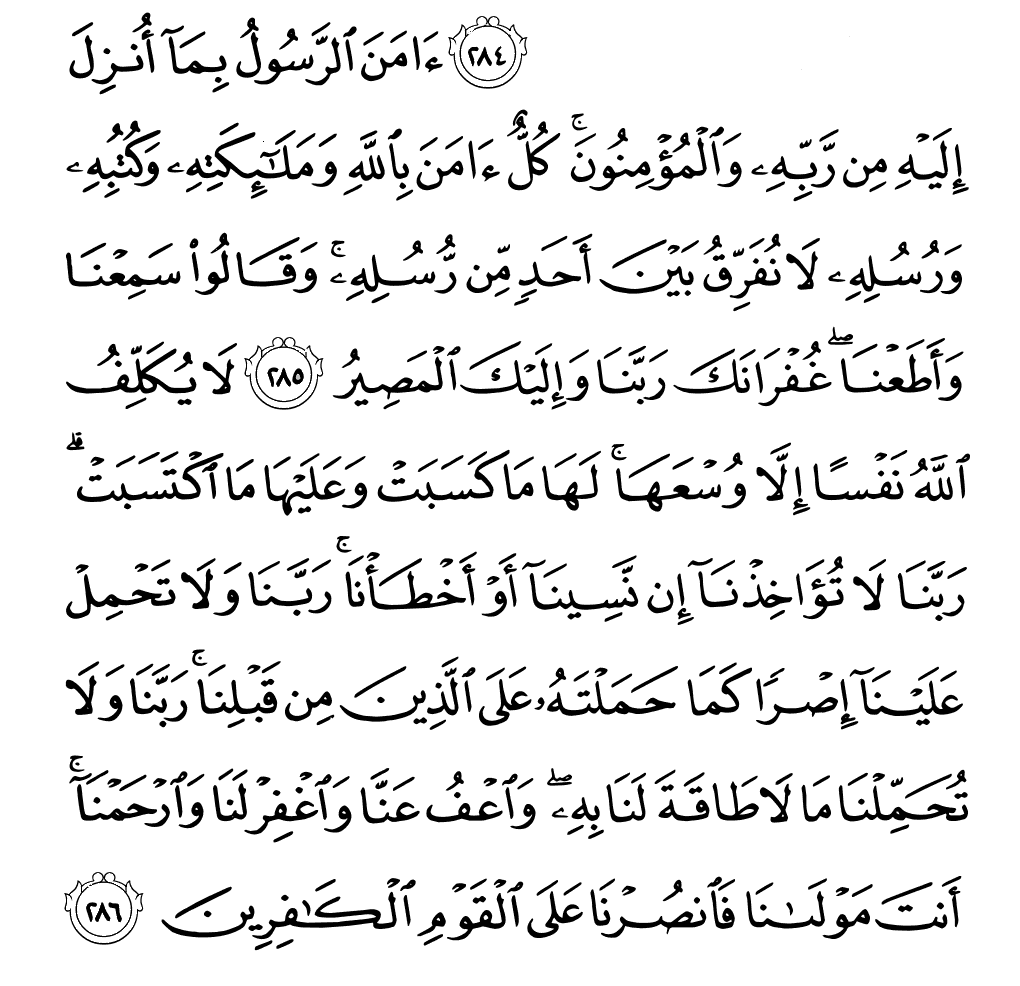 ٢٨٤ ءَامَنَ ٱلرَّسُولُ بِمَآ أُنزِلَ
إِلَيْهِ مِن رَّبِّهِۦ وَٱلْمُؤْمِنُونَ ۚ كُلٌّ ءَامَنَ بِٱللَّهِ وَمَلَـٰٓئِكَتِهِۦ وَكُتُبِهِۦ
وَرُسُلِهِۦ لَا نُفَرِّقُ بَيْنَ أَحَدٍ مِّن رُّسُلِهِۦ ۚ وَقَالُوا۟ سَمِعْنَا
وَأَطَعْنَا ۖ غُفْرَانَكَ رَبَّنَا وَإِلَيْكَ ٱلْمَصِيرُ ٢٨٥ لَا يُكَلِّفُ
ٱللَّهُ نَفْسًا إِلَّا وُسْعَهَا ۚ لَهَا مَا كَسَبَتْ وَعَلَيْهَا مَا ٱكْتَسَبَتْ ۗ
رَبَّنَا لَا تُؤَاخِذْنَآ إِن نَّسِينَآ أَوْ أَخْطَأْنَا ۚ رَبَّنَا وَلَا تَحْمِلْ
عَلَيْنَآ إِصْرًا كَمَا حَمَلْتَهُۥ عَلَى ٱلَّذِينَ مِن قَبْلِنَا ۚ رَبَّنَا وَلَا
تُحَمِّلْنَا مَا لَا طَاقَةَ لَنَا بِهِۦ ۖ وَٱعْفُ عَنَّا وَٱغْفِرْ لَنَا وَٱرْحَمْنَآ ۚ
أَنتَ مَوْلَىٰنَا فَٱنصُرْنَا عَلَى ٱلْقَوْمِ ٱلْكَـٰفِرِينَ ٢٨٦